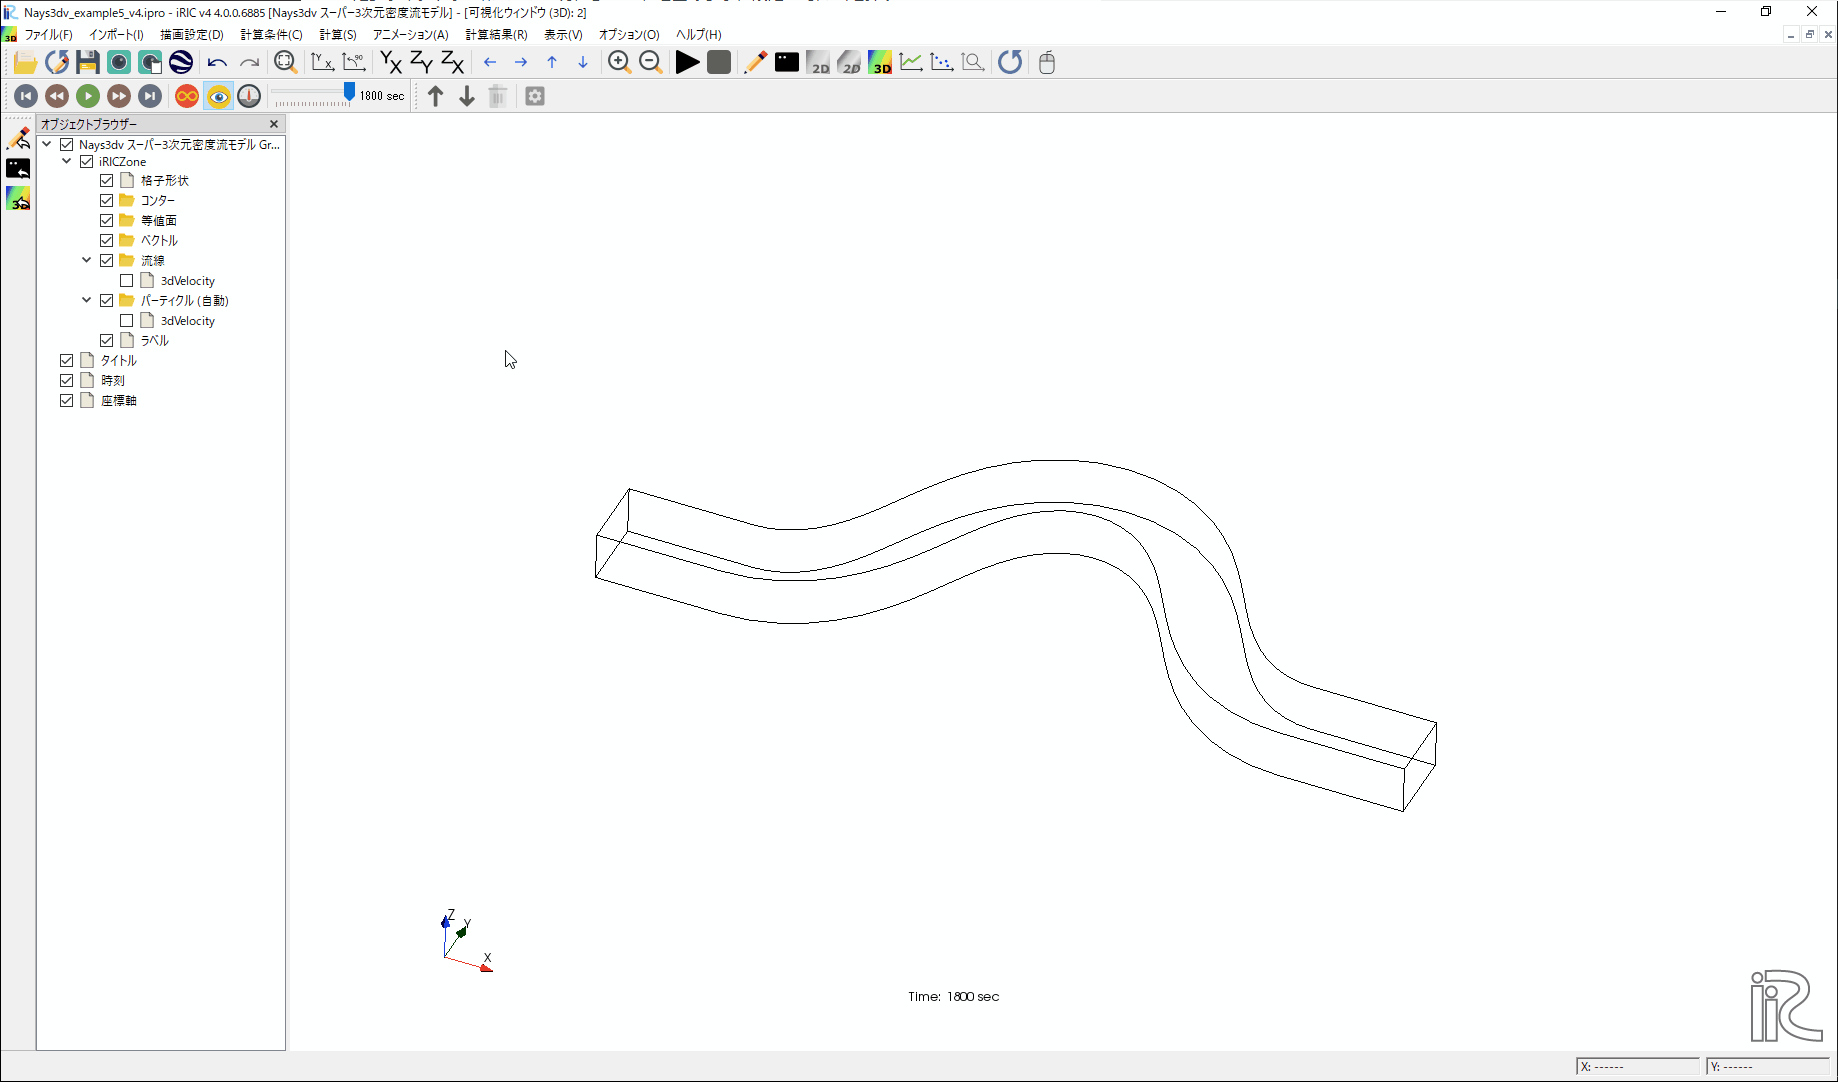 Nays3dv_example5_v4.ipro - iRIC v4 4.0.0.6885 [Nays3dv スーパー3次元密度流モデル] - [可視化ウィンドウ (3D): 2]
ファイル(F) インポート(I) 描画設定(D) 計算条件(C) 計算(S) アニメーション(A) 計算結果(R) 表示(V) オプション(O) ヘルプ(H)
YX ZY ZX 2D 2D 3D
1800 sec
オブジェクトブラウザー
Nays3dv スーパー3次元密度流モデル Gr...
iRICZone
格子形状
コンター
等値面
ベクトル
流線
3dVelocity
パーティクル (自動)
3dVelocity
ラベル
タイトル
時刻
座標軸
Z
Y
X
Time: 1800 sec
iRIC
X: ------ Y: ------